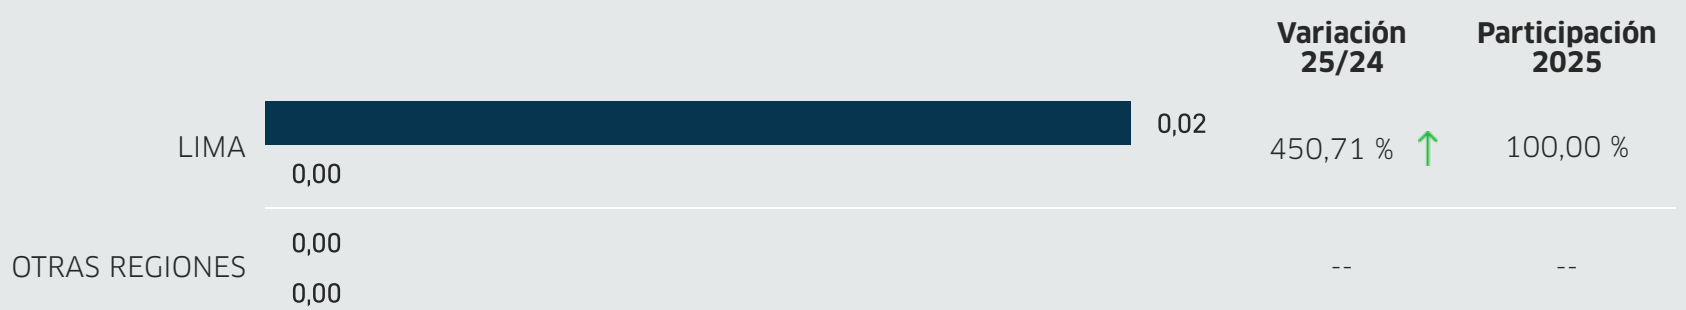 Variación
25/24
Participación
2025
LIMA
0,02
0,00
450,71 %
100,00 %
OTRAS REGIONES
0,00
0,00
--
--